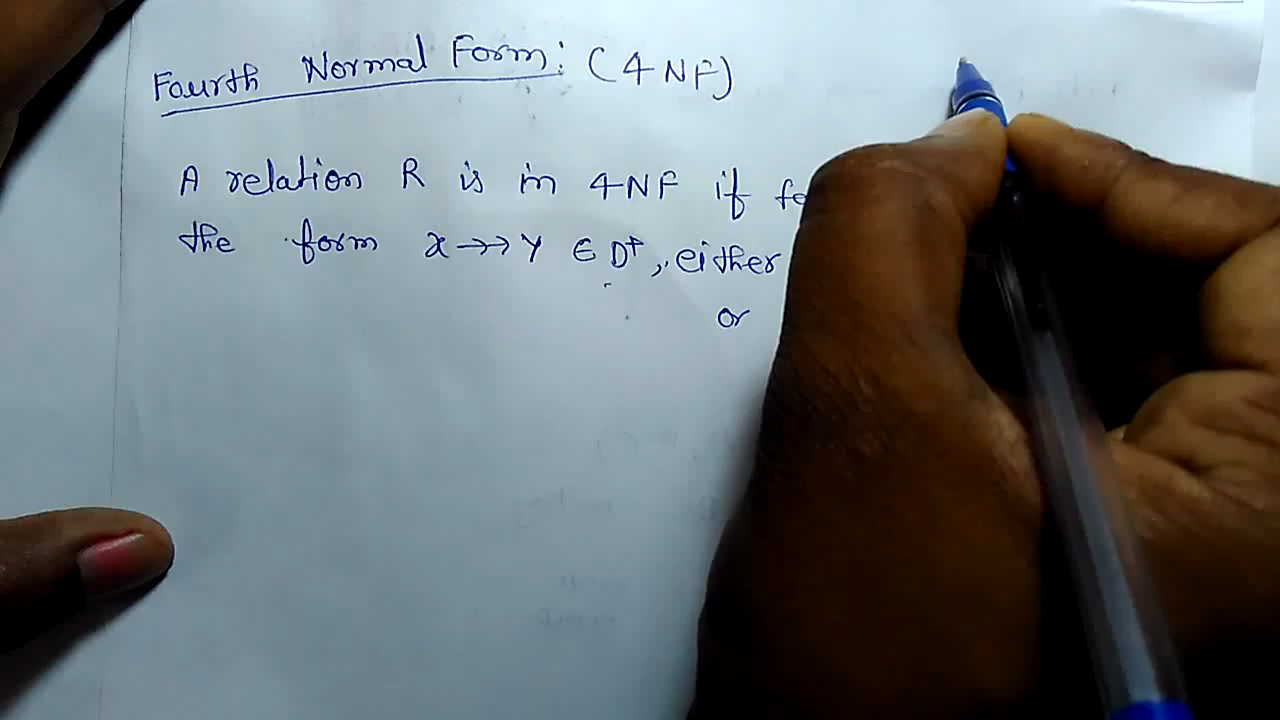 Fourth Normal Form: (4NF)
A relation R is in 4NF if
the form x →→ Y ∈ D⁺, either
or